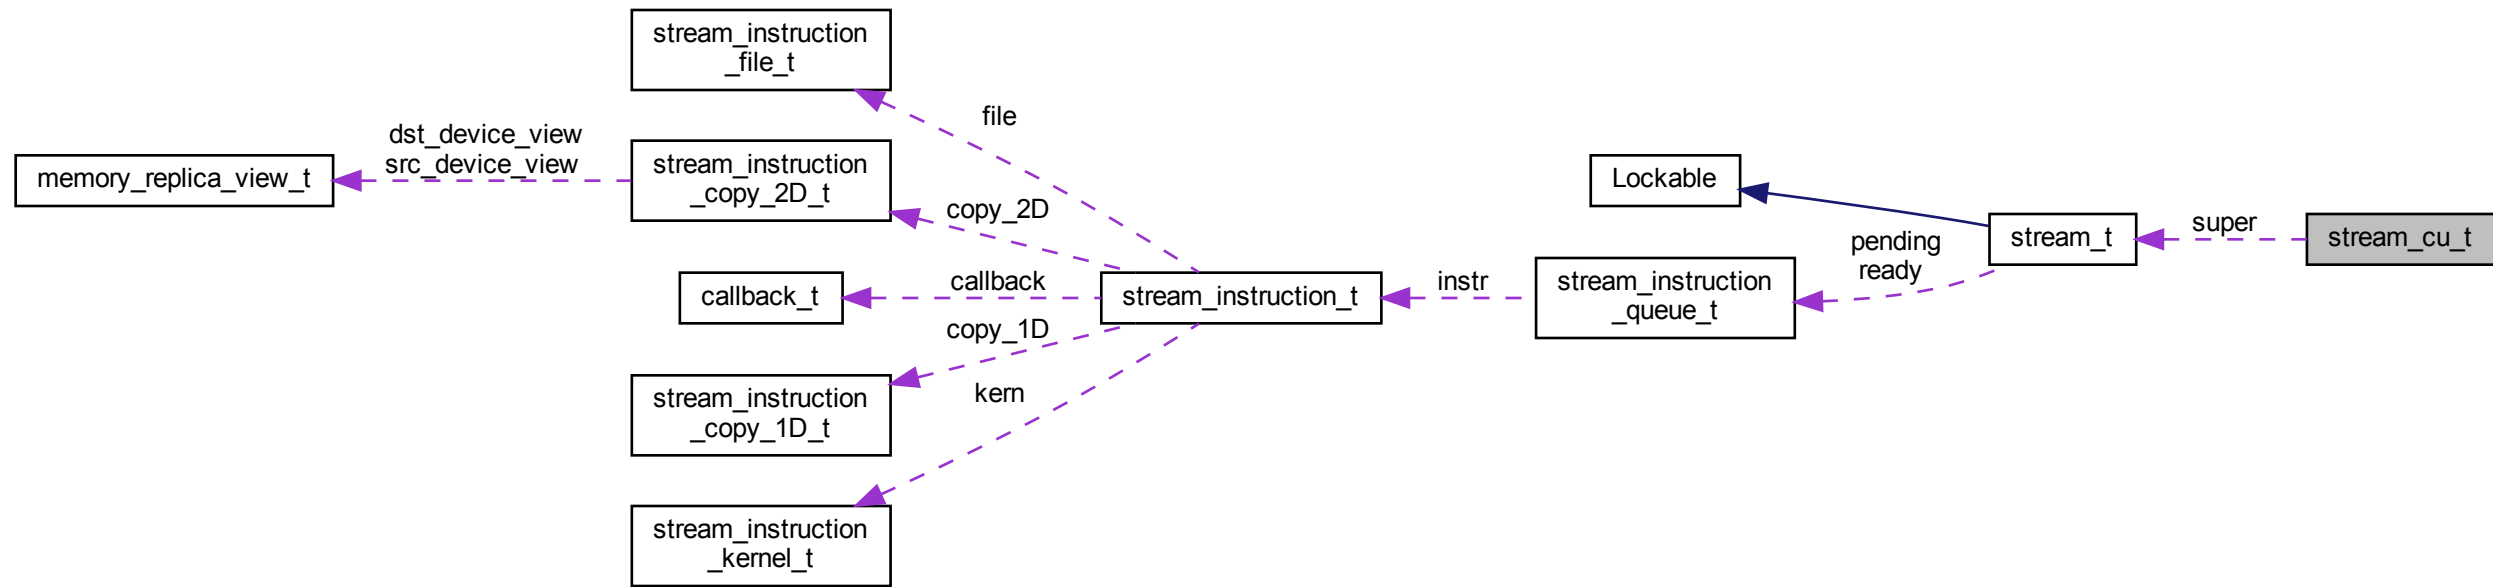 stream_instruction
_file_t
file
dst_device_view
src_device_view
memory_replica_view_t
stream_instruction
_copy_2D_t
copy_2D
Lockable
stream_t
super
stream_cu_t
pending
ready
callback_t
callback
stream_instruction_t
instr
stream_instruction
_queue_t
copy_1D
stream_instruction
_copy_1D_t
kern
stream_instruction
_kernel_t